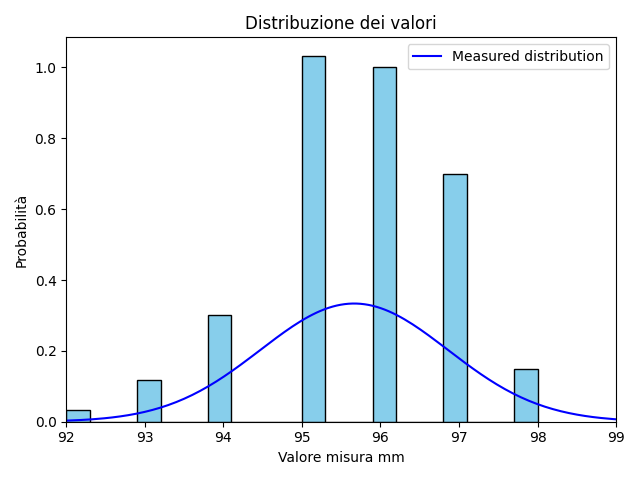 Distribuzione dei valori
Measured distribution
Probabilità
1.0
0.8
0.6
0.4
0.2
0.0
92 93 94 95 96 97 98 99
Valore misura mm